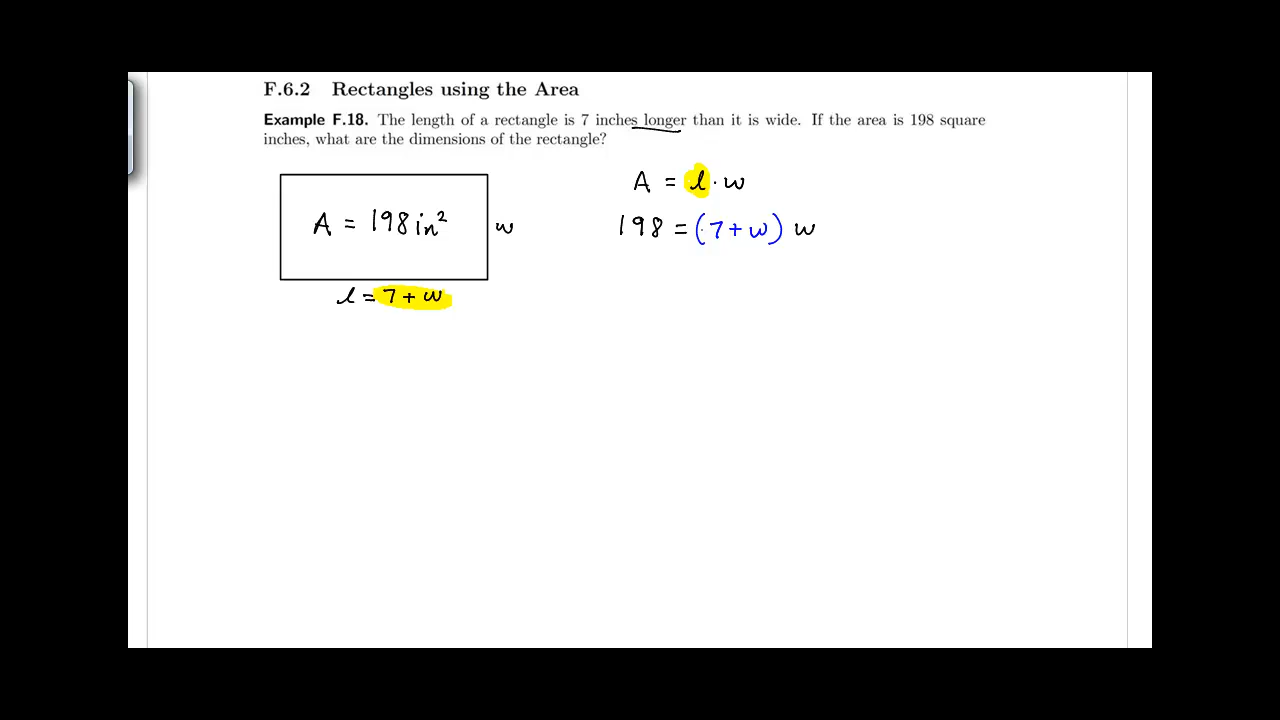 F.6.2 Rectangles using the Area
Example F.18. The length of a rectangle is 7 inches longer than it is wide. If the area is 198 square
inches, what are the dimensions of the rectangle?
A = l · w
A = 198 in²
w
198 = (7 + w) w
l = 7 + w